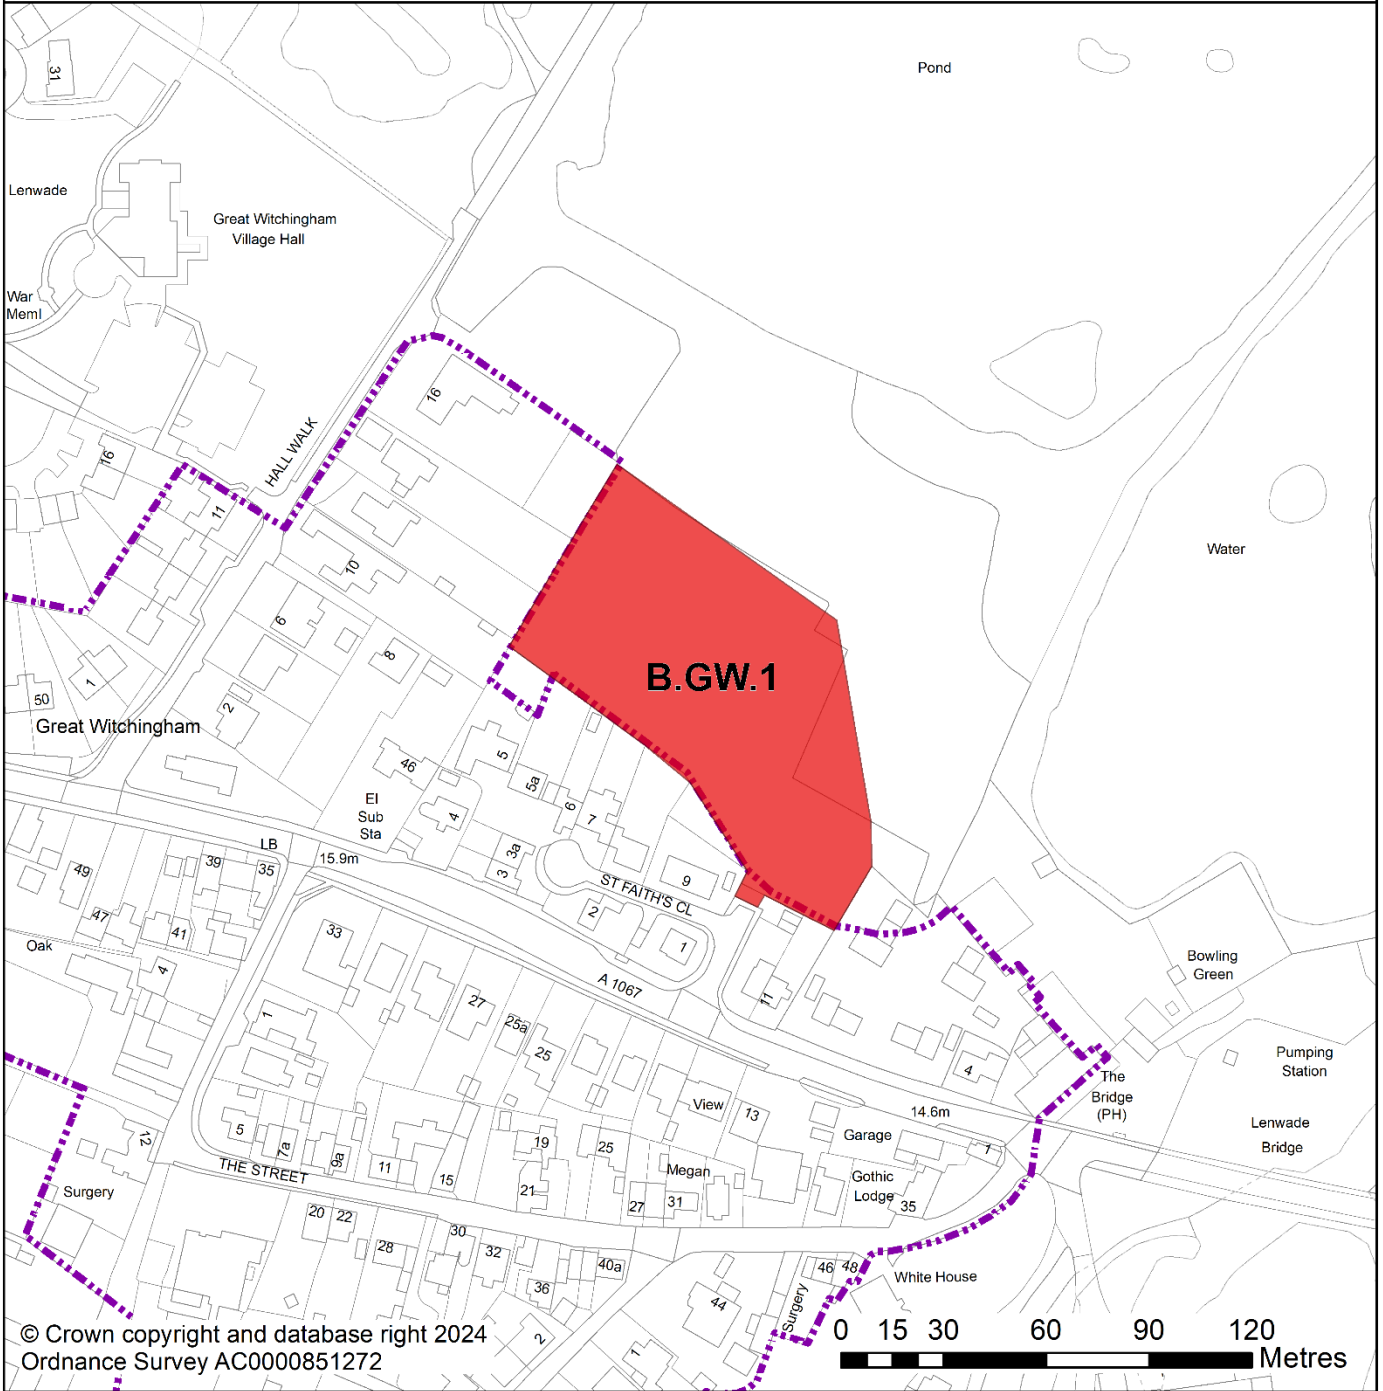 Pond
31
Lenwade
Great Witchingham
Village Hall
War
Meml
16
HALL WALK
16
11
10
Water
6
8
B.GW.1
1
50
2
Great Witchingham
5
46
5a
El
Sub
Sta
6
4
7
LB
15.9m
3a
39
35
49
3
9
ST FAITH'S CL
47
2
41
33
1
Oak
4
Bowling
Green
A 1067
11
27
1
25a
25
Pumping
Station
4
The
Bridge
(PH)
View
13
14.6m
Lenwade
Bridge
5
12
7a
19
25
Garage
1
9a
11
THE STREET
Megan
Gothic
Lodge
15
Surgery
21
27
31
35
20
22
30
28
32
40a
46
48
White House
36
44
Surgery
2
1
© Crown copyright and database right 2024
Ordnance Survey AC0000851272
0 15 30 60 90 120
Metres